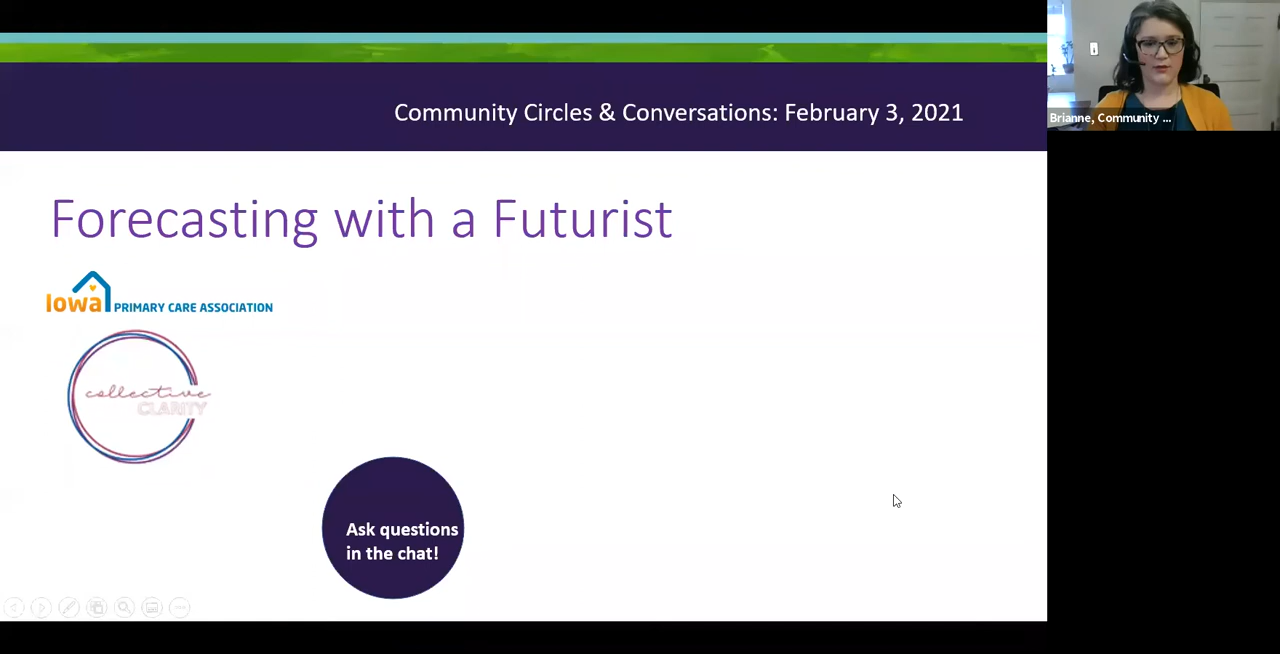 Community Circles & Conversations: February 3, 2021
Brianne, Community ...
Forecasting with a Futurist
Iowa PRIMARY CARE ASSOCIATION
collective
CLARITY
Ask questions
in the chat!